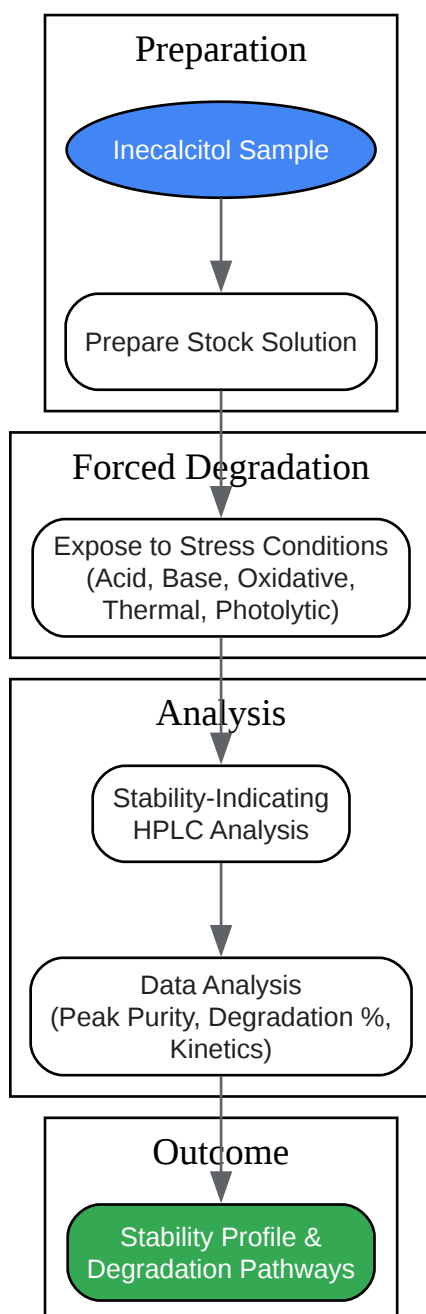 Preparation
Inecalcitol Sample
Prepare Stock Solution
Forced Degradation
Expose to Stress Conditions
(Acid, Base, Oxidative,
Thermal, Photolytic)
Analysis
Stability-Indicating
HPLC Analysis
Data Analysis
(Peak Purity, Degradation %,
Kinetics)
Outcome
Stability Profile &
Degradation Pathways